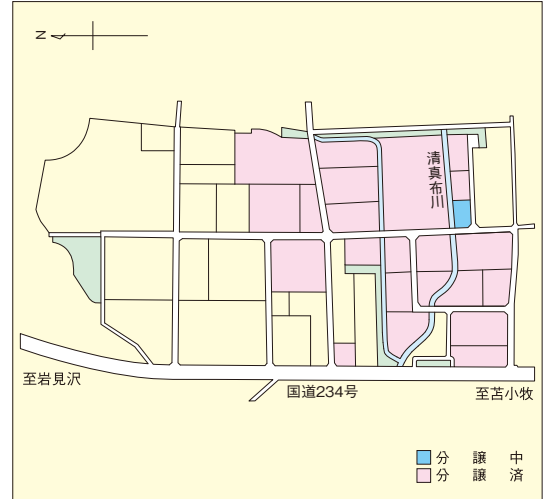 N
清真布川
至岩見沢
国道234号
至苫小牧
分譲中
分譲済